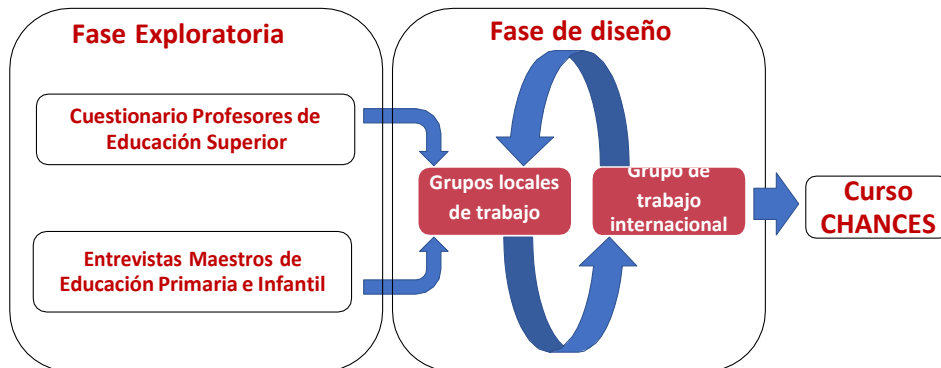 Fase Exploratoria
Cuestionario Profesores de
Educación Superior
Entrevistas Maestros de
Educación Primaria e Infantil
Fase de diseño
Grupos locales
de trabajo
Grupo de
trabajo
internacional
Curso
CHANCES